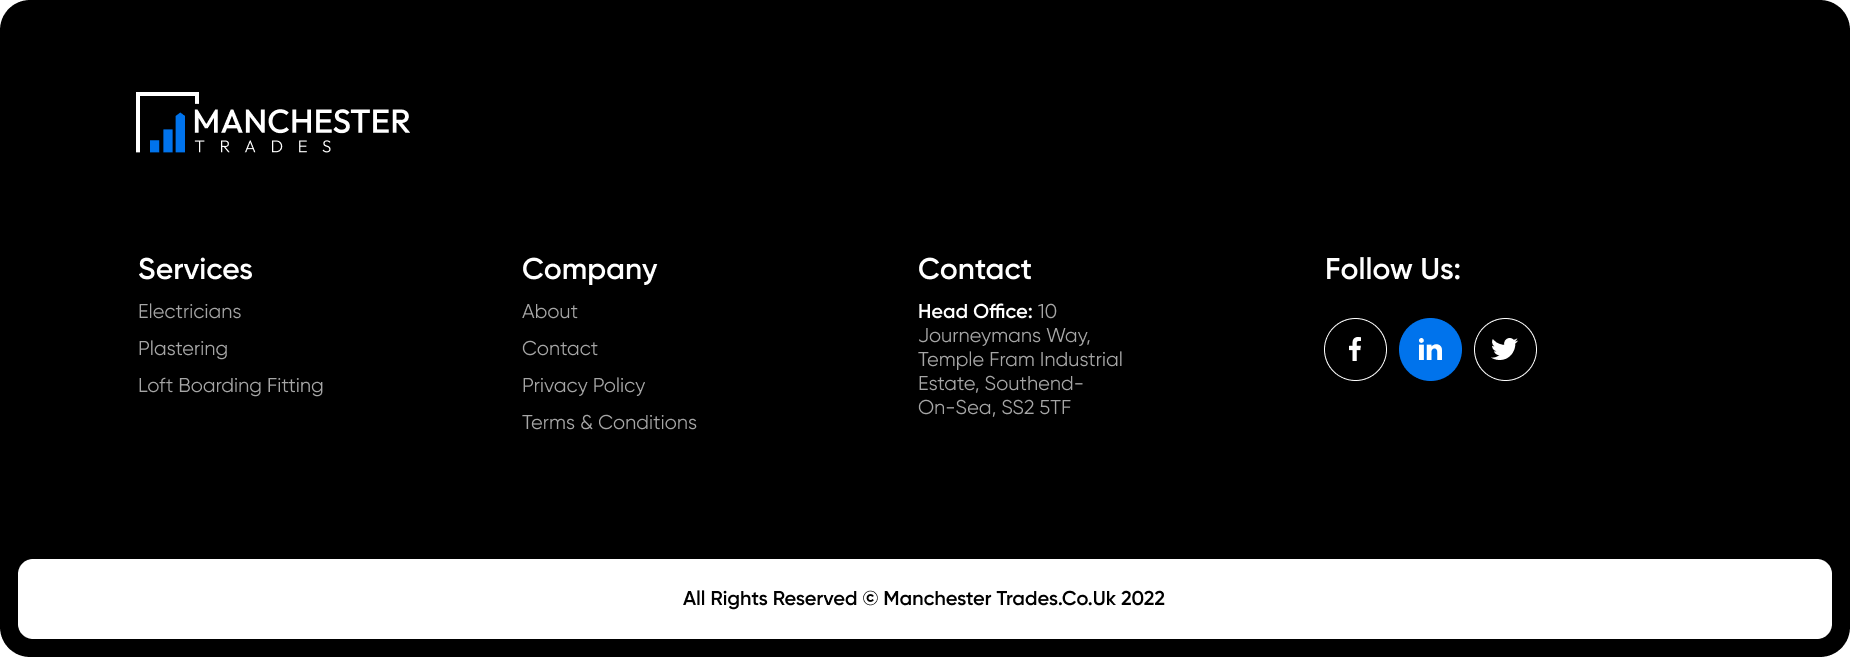 MANCHESTER
TRADES
Services
Electricians
Plastering
Loft Boarding Fitting
Company
About
Contact
Privacy Policy
Terms & Conditions
Contact
Head Office: 10
Journeymans Way,
Temple Fram Industrial
Estate, Southend-
On-Sea, SS2 5TF
Follow Us:
f
in
All Rights Reserved © Manchester Trades.Co.Uk 2022